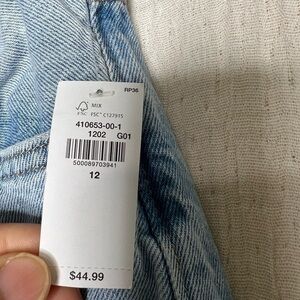 RP36
MIX
FSC FSC® C127915
410653-00-1
1202 G01
500089703941
12
$44.99